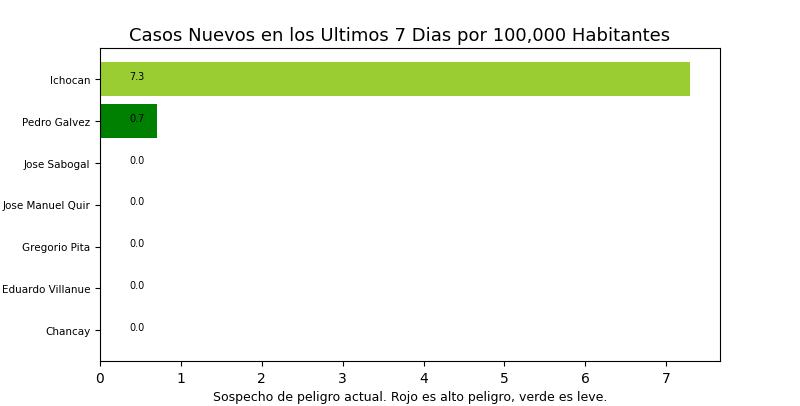 Casos Nuevos en los Ultimos 7 Dias por 100,000 Habitantes
Ichocan 7.3
Pedro Galvez 0.7
Jose Sabogal 0.0
Jose Manuel Quir 0.0
Gregorio Pita 0.0
Eduardo Villanue 0.0
Chancay 0.0
0 1 2 3 4 5 6 7
Sospecho de peligro actual. Rojo es alto peligro, verde es leve.